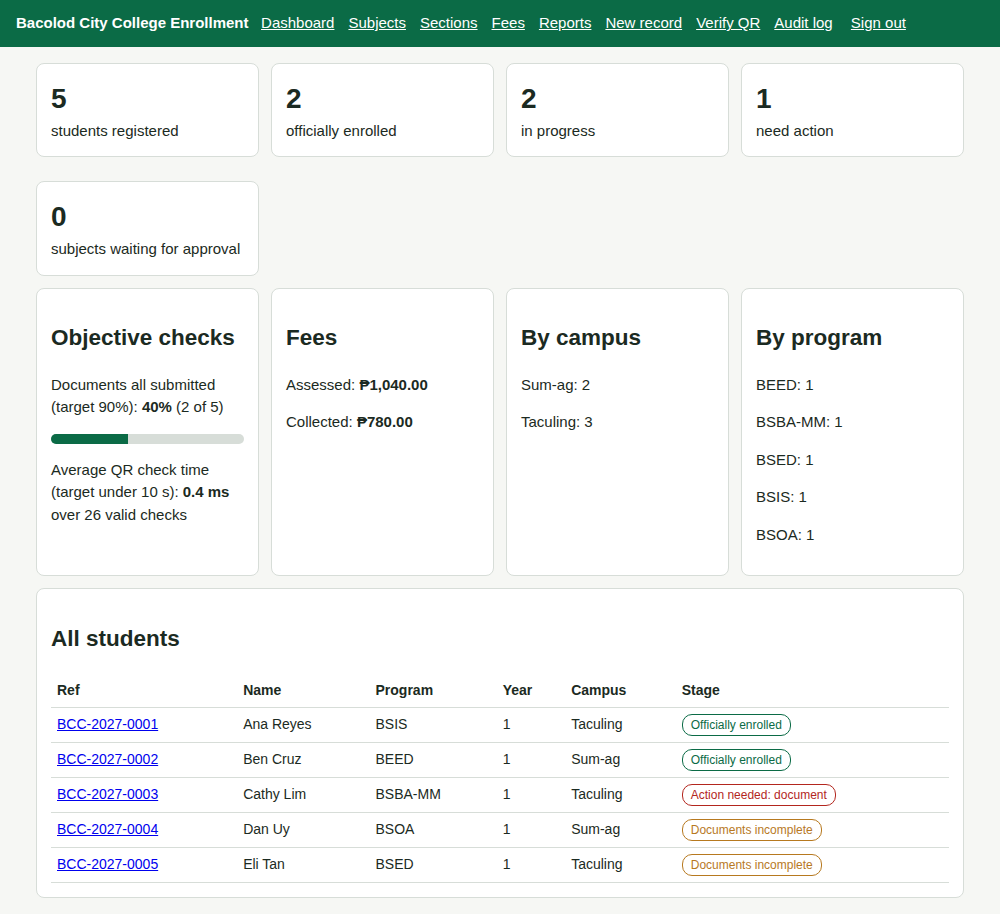 Bacolod City College Enrollment Dashboard Subjects Sections Fees Reports New record Verify QR Audit log Sign out
5
students registered
2
officially enrolled
2
in progress
1
need action
0
subjects waiting for approval
Objective checks
Documents all submitted
(target 90%): 40% (2 of 5)
Average QR check time
(target under 10 s): 0.4 ms
over 26 valid checks
Fees
Assessed: ₱1,040.00
Collected: ₱780.00
By campus
Sum-ag: 2
Taculing: 3
By program
BEED: 1
BSBA-MM: 1
BSED: 1
BSIS: 1
BSOA: 1
All students
Ref Name Program Year Campus Stage
BCC-2027-0001 Ana Reyes BSIS 1 Taculing Officially enrolled
BCC-2027-0002 Ben Cruz BEED 1 Sum-ag Officially enrolled
BCC-2027-0003 Cathy Lim BSBA-MM 1 Taculing Action needed: document
BCC-2027-0004 Dan Uy BSOA 1 Sum-ag Documents incomplete
BCC-2027-0005 Eli Tan BSED 1 Taculing Documents incomplete